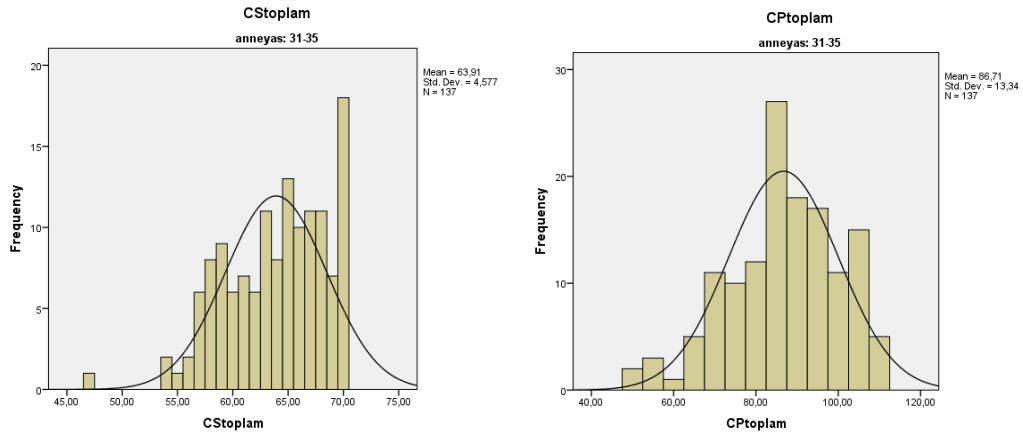 CStoplam
anneyas: 31-35
Mean = 63,91
Std. Dev. = 4,577
N = 137
20
15
10
5
0
Frequency
45,00 50,00 55,00 60,00 65,00 70,00 75,00
CStoplam
CPtoplam
anneyas: 31-35
Mean = 86,71
Std. Dev. = 13,34
N = 137
30
20
10
0
Frequency
40,00 60,00 80,00 100,00 120,00
CPtoplam